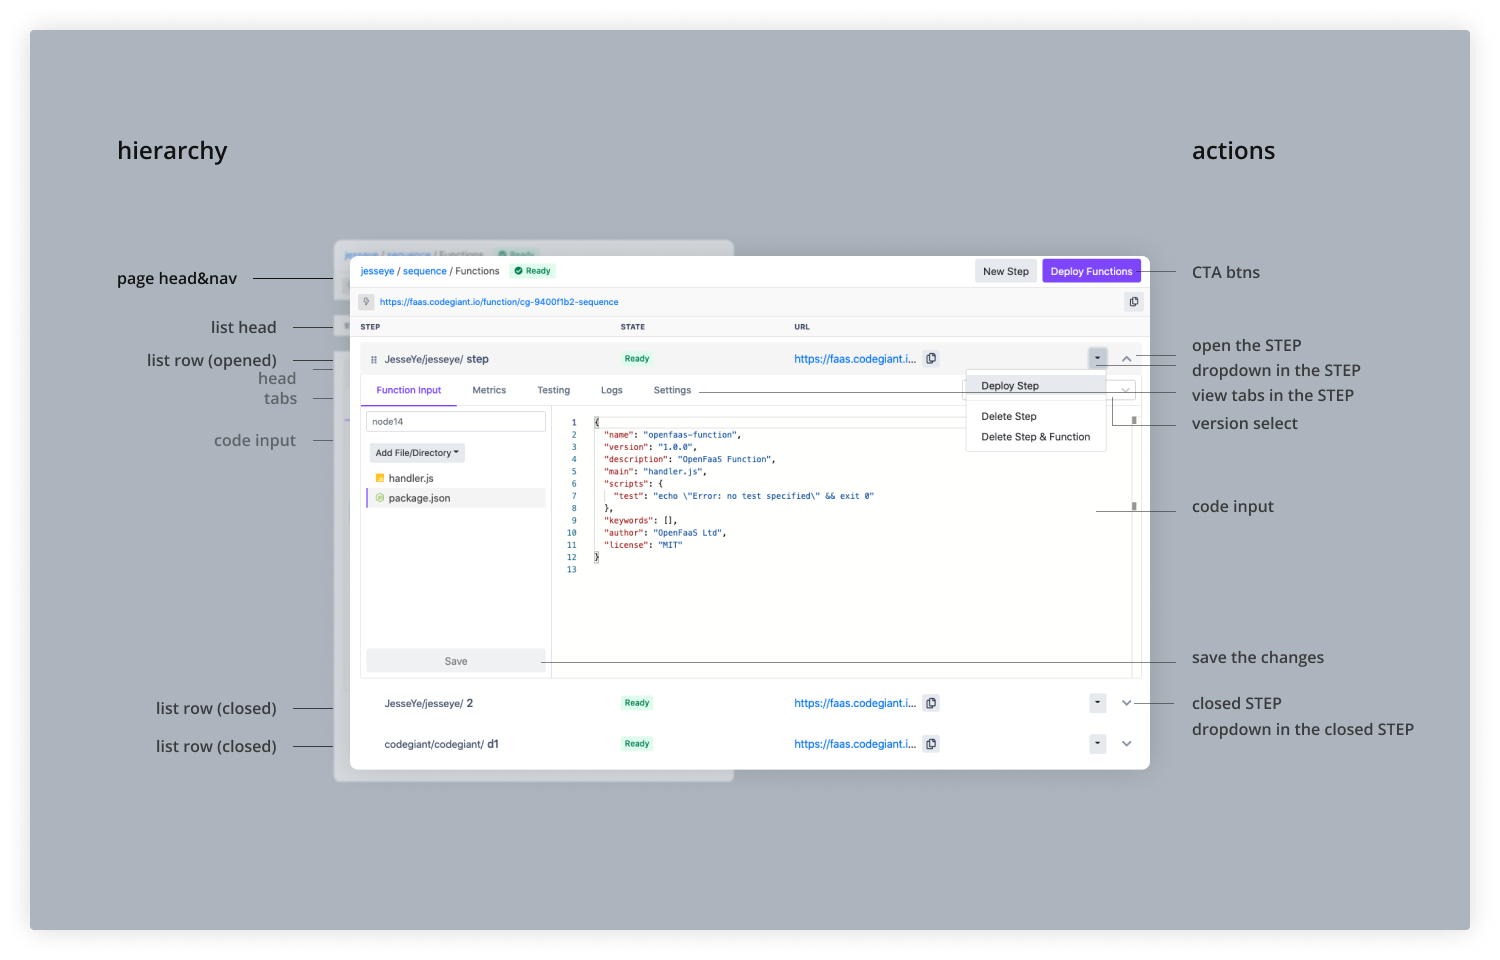 hierarchy
actions
page head&nav
list head
list row (opened)
head
tabs
code input
list row (closed)
list row (closed)
jesseye / sequence / Functions Ready
jesseye / sequence / Functions Ready
New Step
Deploy Functions
https://faas.codegiant.io/function/cg-9400f1b2-sequence
STEP STATE URL
JesseYe/jesseye/ step Ready https://faas.codegiant.i...
Function Input Metrics Testing Logs Settings
Deploy Step
Delete Step
Delete Step & Function
node14
Add File/Directory
handler.js
package.json
1 {
2 "name": "openfaas-function",
3 "version": "1.0.0",
4 "description": "OpenFaaS Function",
5 "main": "handler.js",
6 "scripts": {
7 "test": "echo \"Error: no test specified\" && exit 0"
8 },
9 "keywords": [],
10 "author": "OpenFaaS Ltd",
11 "license": "MIT"
12 }
13
Save
JesseYe/jesseye/ 2 Ready https://faas.codegiant.i...
codegiant/codegiant/ d1 Ready https://faas.codegiant.i...
CTA btns
open the STEP
dropdown in the STEP
view tabs in the STEP
version select
code input
save the changes
closed STEP
dropdown in the closed STEP